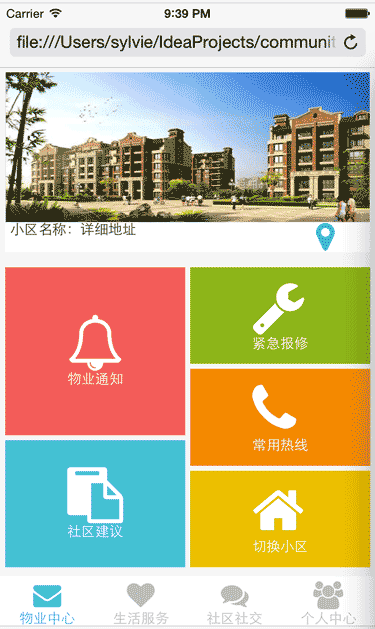 Carrier 9:39 PM
file:///Users/sylvie/IdeaProjects/communit
小区名称：详细地址
物业通知
紧急报修
常用热线
社区建议
切换小区
物业中心 生活服务 社区社交 个人中心